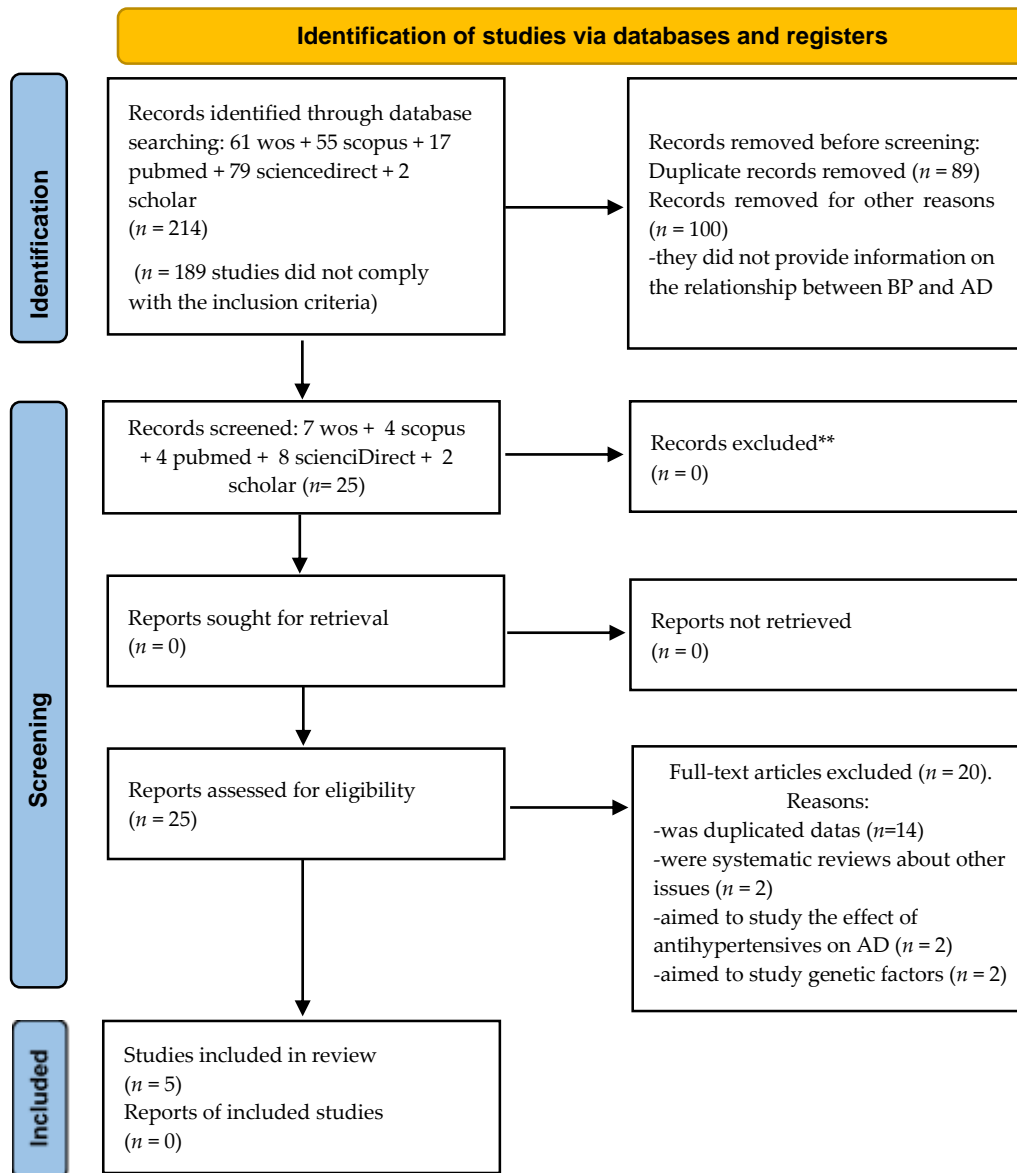 Identification of studies via databases and registers
Identification
Records identified through database
searching: 61 wos + 55 scopus + 17
pubmed + 79 sciencedirect + 2
scholar
(n = 214)
(n = 189 studies did not comply
with the inclusion criteria)
Records removed before screening:
Duplicate records removed (n = 89)
Records removed for other reasons
(n = 100)
-they did not provide information on
the relationship between BP and AD
Screening
Records screened: 7 wos + 4 scopus
+ 4 pubmed + 8 scienciDirect + 2
scholar (n= 25)
Records excluded**
(n = 0)
Reports sought for retrieval
(n = 0)
Reports not retrieved
(n = 0)
Reports assessed for eligibility
(n = 25)
Full-text articles excluded (n = 20).
Reasons:
-was duplicated datas (n=14)
-were systematic reviews about other
issues (n = 2)
-aimed to study the effect of
antihypertensives on AD (n = 2)
-aimed to study genetic factors (n = 2)
Included
Studies included in review
(n = 5)
Reports of included studies
(n = 0)